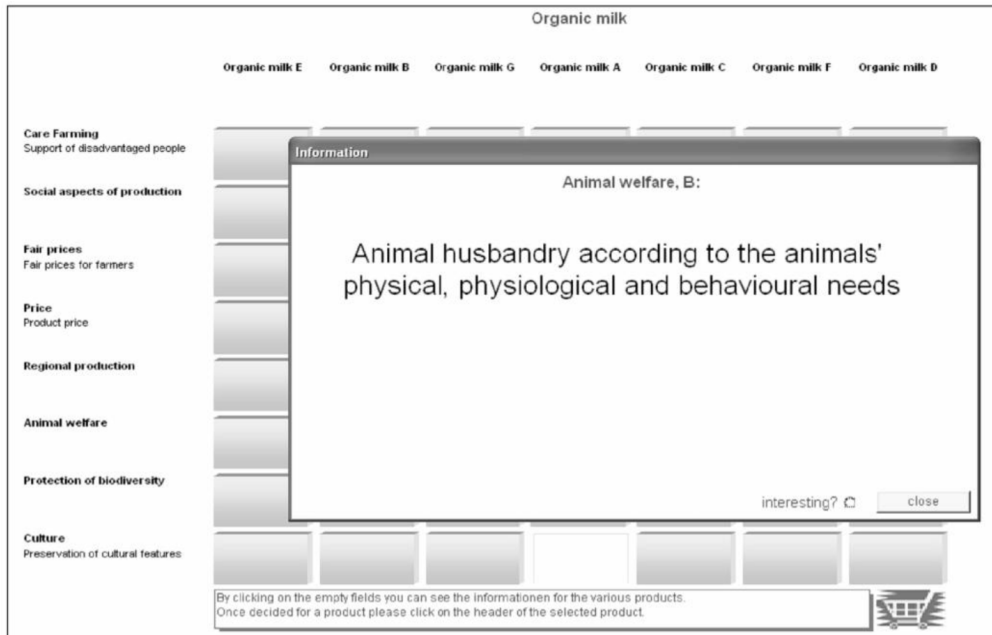 Organic milk
Organic milk E Organic milk B Organic milk G Organic milk A Organic milk C Organic milk F Organic milk D
Care Farming
Support of disadvantaged people
Social aspects of production
Fair prices
Fair prices for farmers
Price
Product price
Regional production
Animal welfare
Protection of biodiversity
Culture
Preservation of cultural features
Information
Animal welfare, B:
Animal husbandry according to the animals'
physical, physiological and behavioural needs
interesting? close
By clicking on the empty fields you can see the informationen for the various products.
Once decided for a product please click on the header of the selected product.